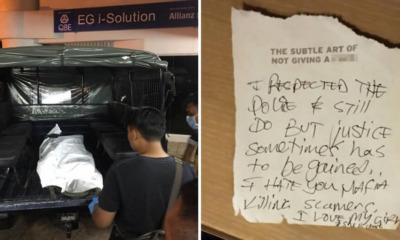 QBE
EG i-Solution
Allianz
THE SUBTLE ART OF
NOT GIVING A
I RESPECTED THE
& Still
Do BUT justice
sometimes has
to be gained..
I HATE YOU MAFIA
killing scamers.
I LOVE MY